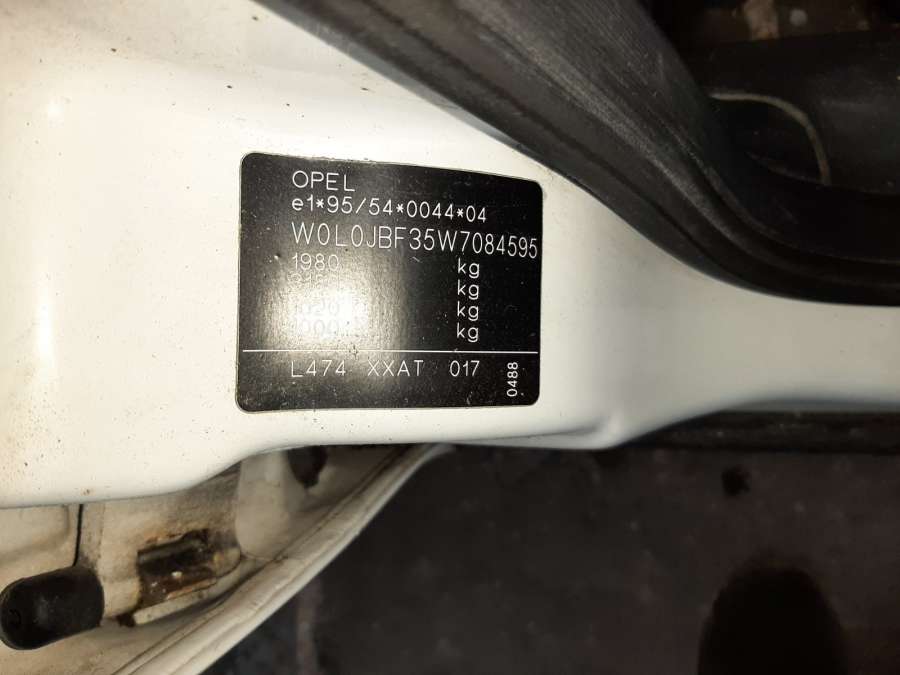 OPEL
e1*95/54*0044*04
W0L0JBF35W7084595
1980 kg
kg
kg
kg
L474 XXAT 017
0488